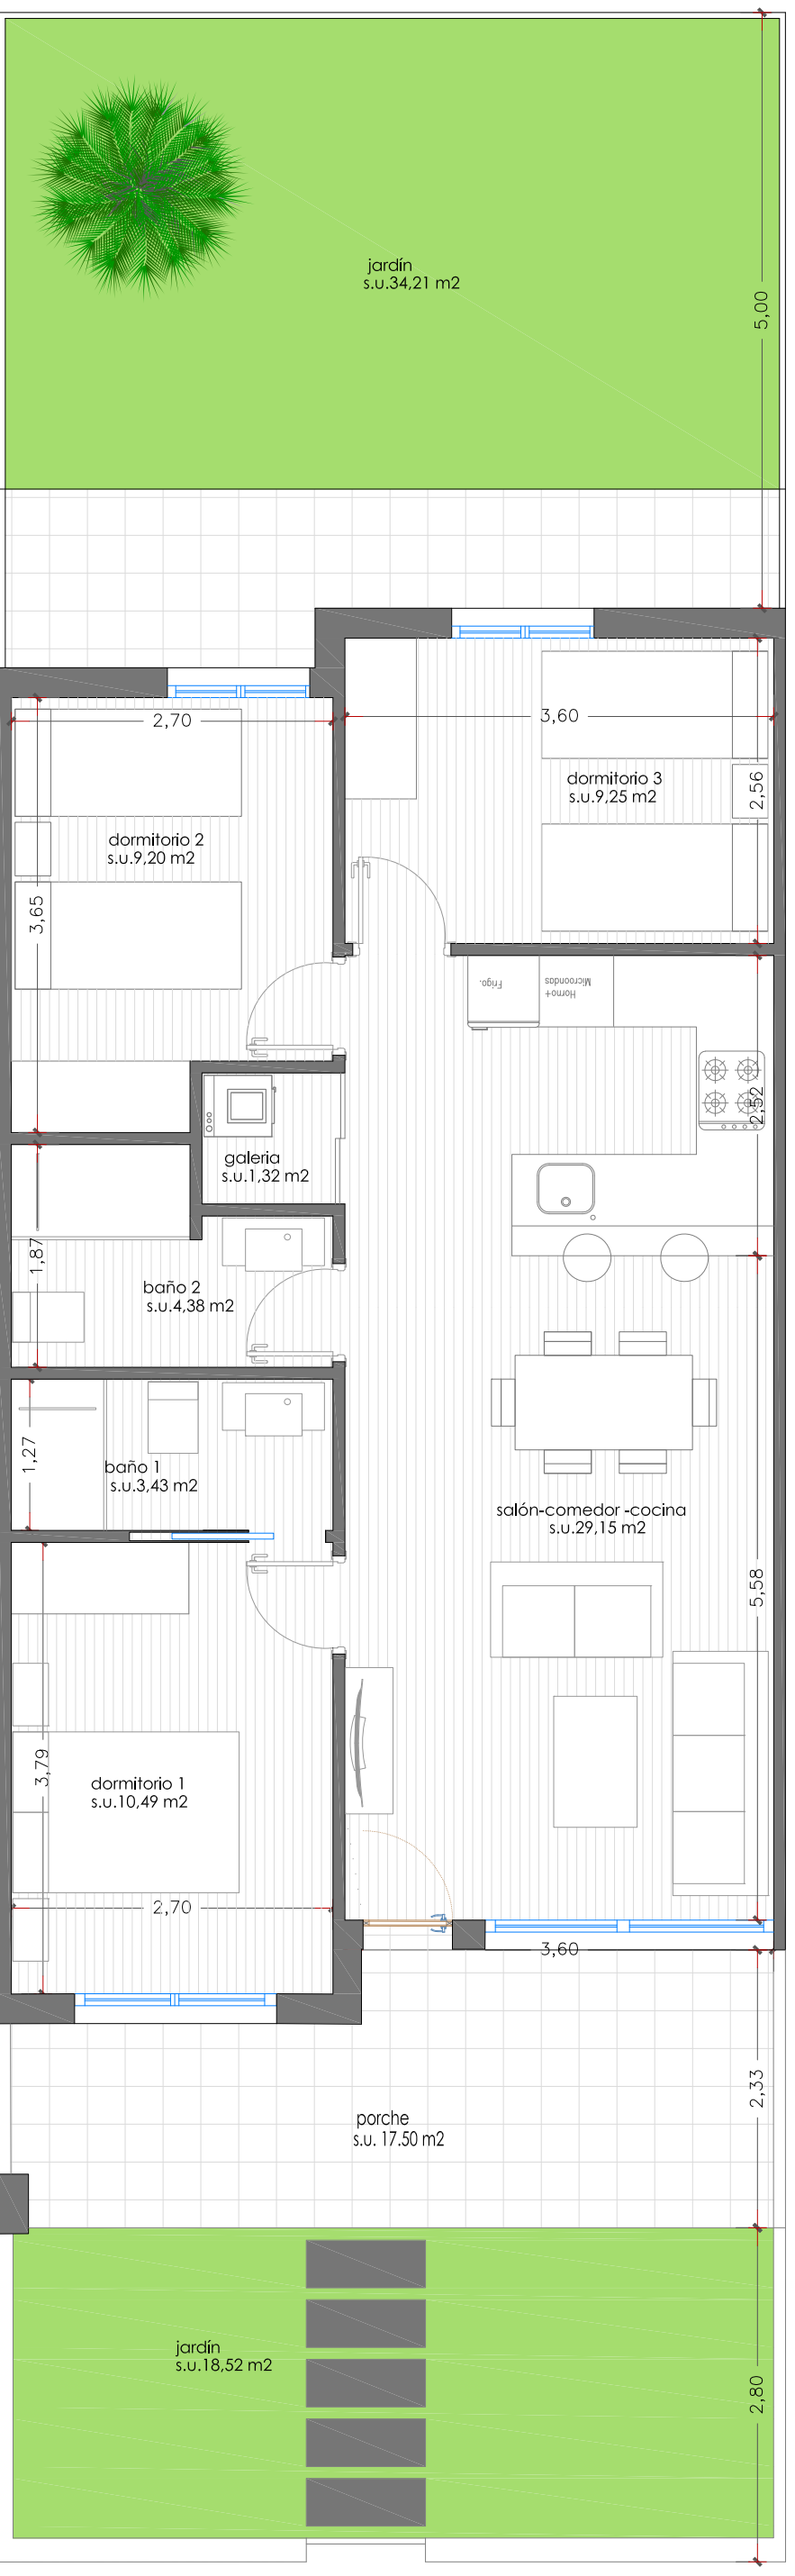 jardín
s.u.34,21 m2
5,00
2,70
3,60
dormitorio 3
s.u.9,25 m2
2,56
dormitorio 2
s.u.9,20 m2
3,65
Frigo.
Horno+
Microondas
2,52
galeria
s.u.1,32 m2
1,87
baño 2
s.u.4,38 m2
1,27
baño 1
s.u.3,43 m2
salón-comedor -cocina
s.u.29,15 m2
5,58
3,79
dormitorio 1
s.u.10,49 m2
2,70
3,60
2,33
porche
s.u. 17.50 m2
jardín
s.u.18,52 m2
2,80